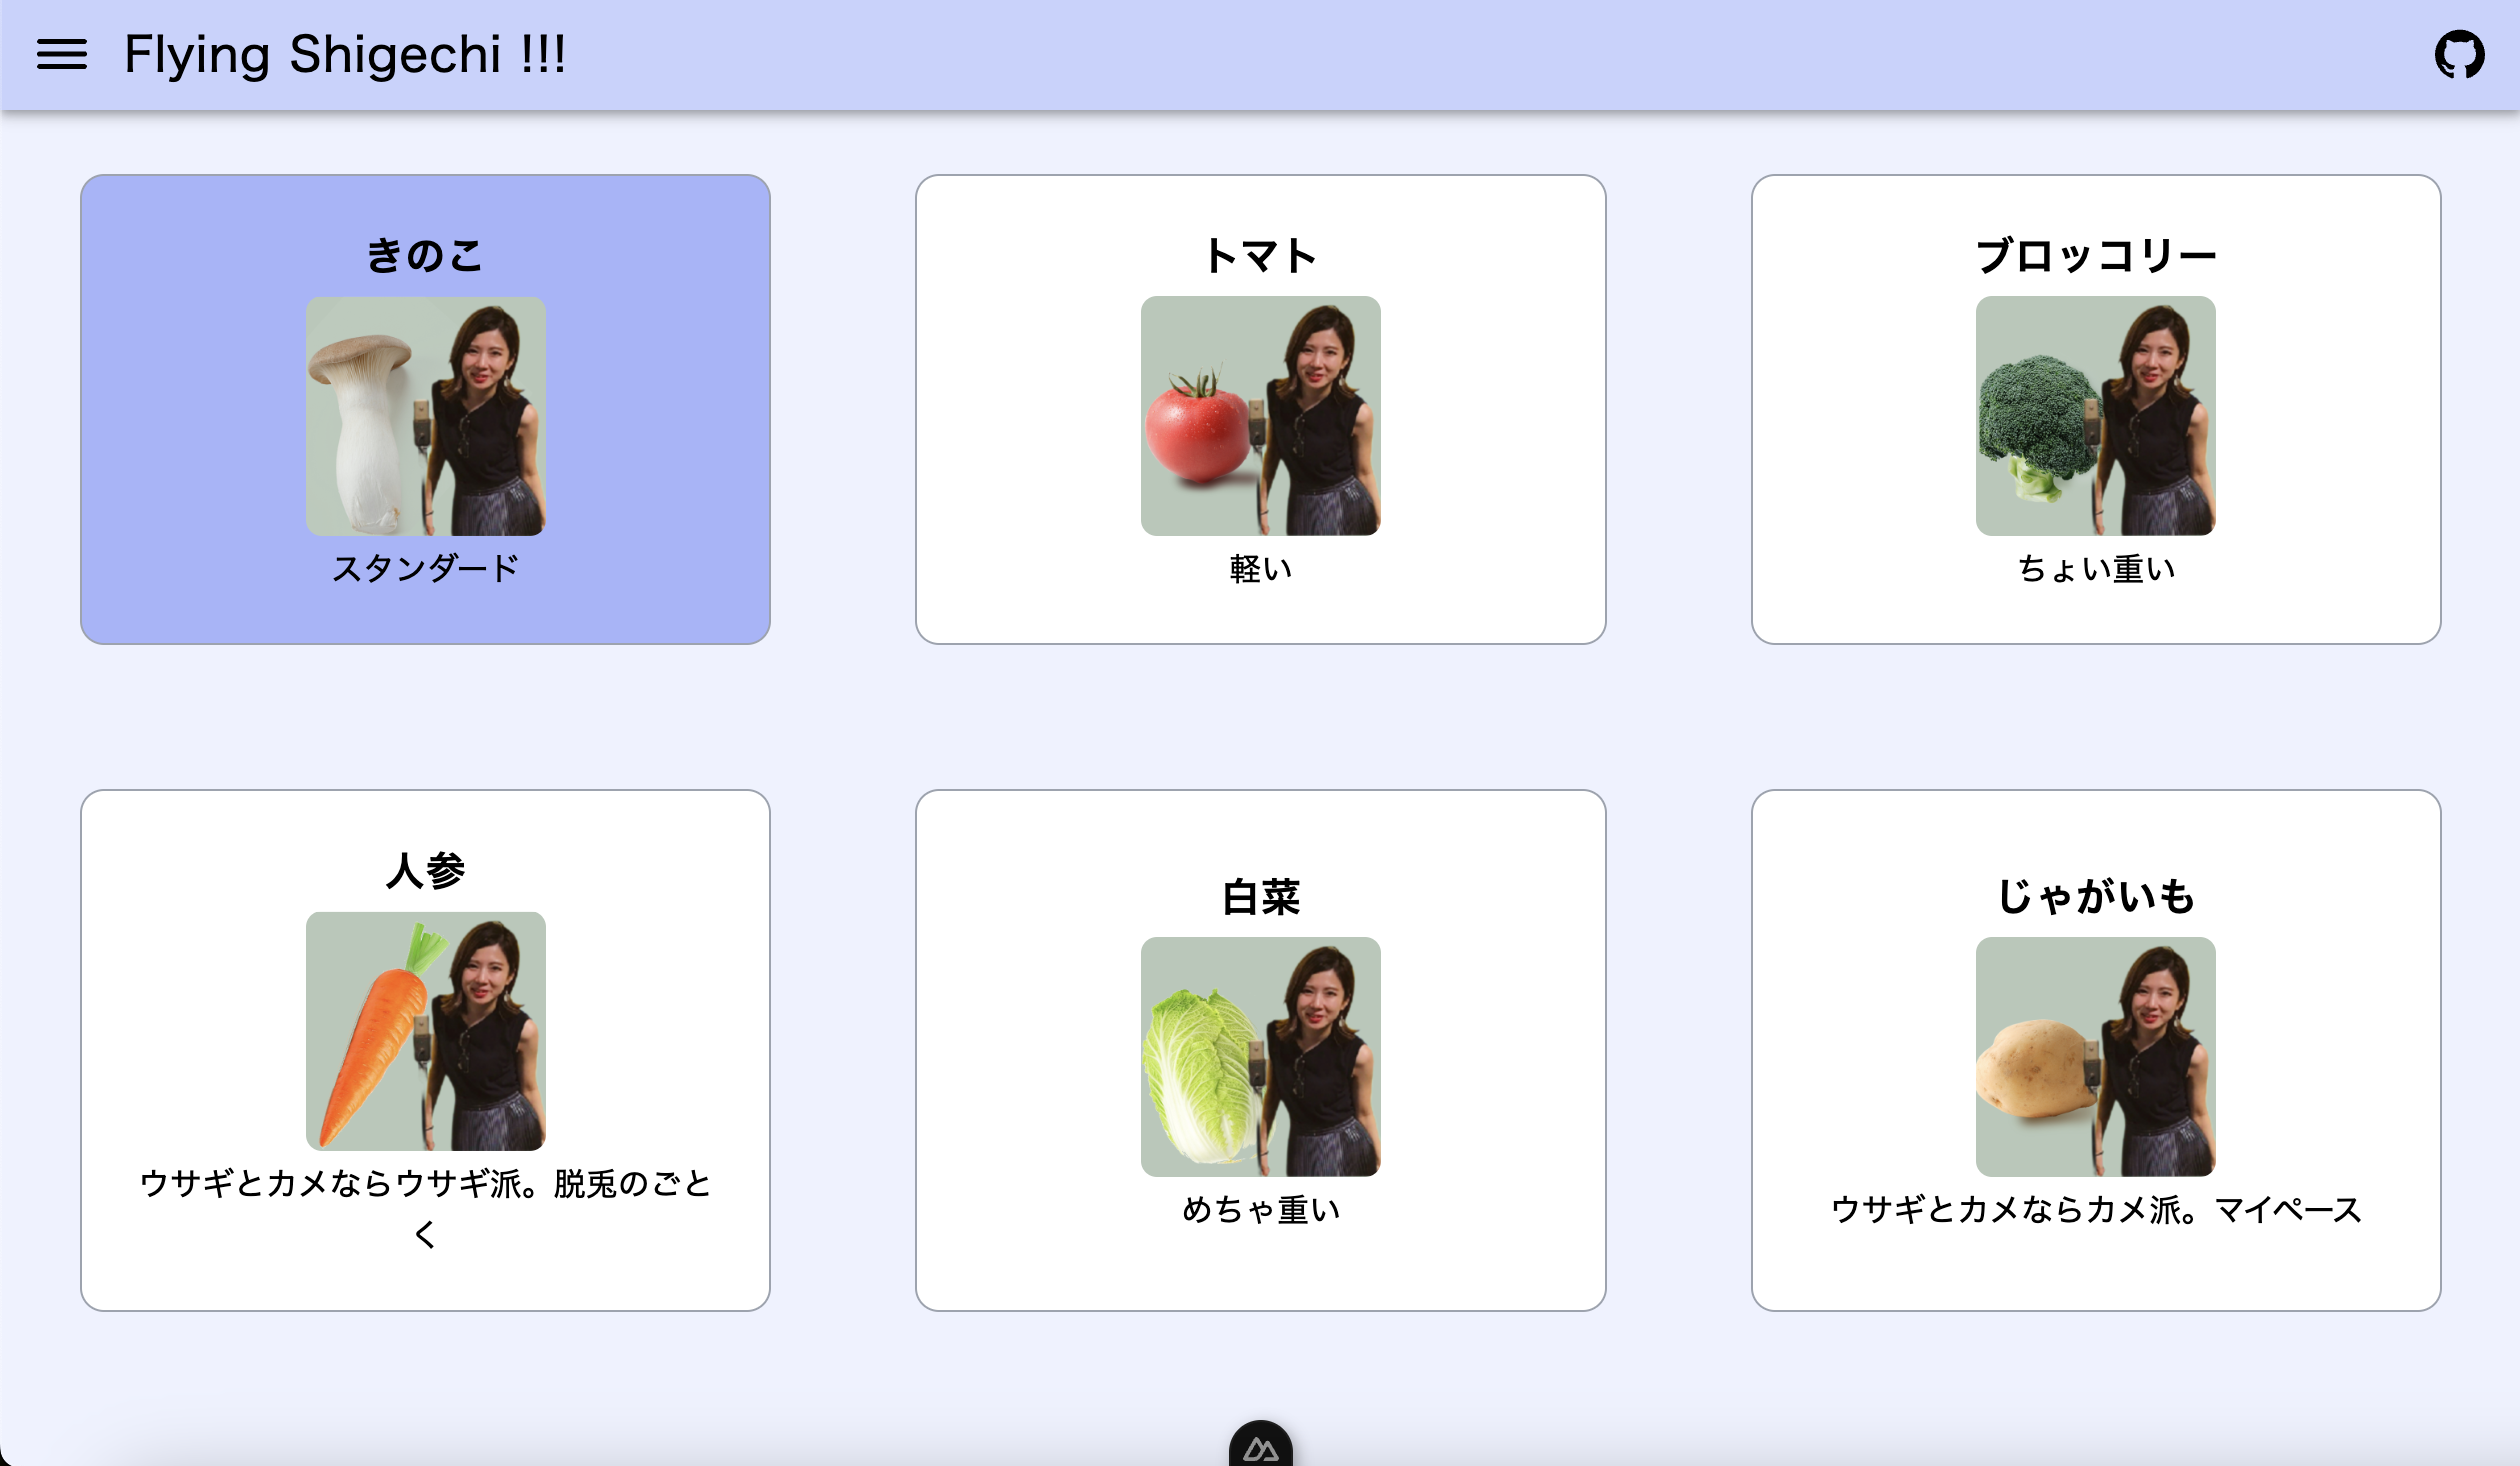 Flying Shigechi !!!
きのこ
スタンダード
トマト
軽い
ブロッコリー
ちょい重い
人参
ウサギとカメならウサギ派。脱兎のごと
く
白菜
めちゃ重い
じゃがいも
ウサギとカメならカメ派。マイペース